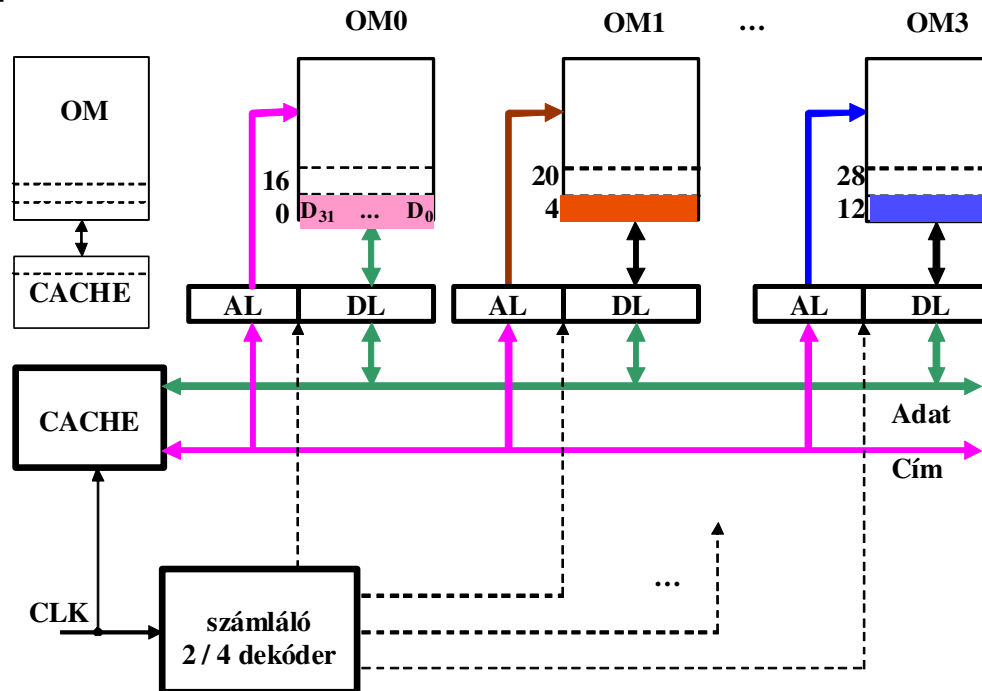 OM0 OM1 ... OM3
OM
16 20 28
0 D31 ... D0 4 12
CACHE
AL DL AL DL AL DL
CACHE
Adat
Cím
...
CLK
számláló
2 / 4 dekóder